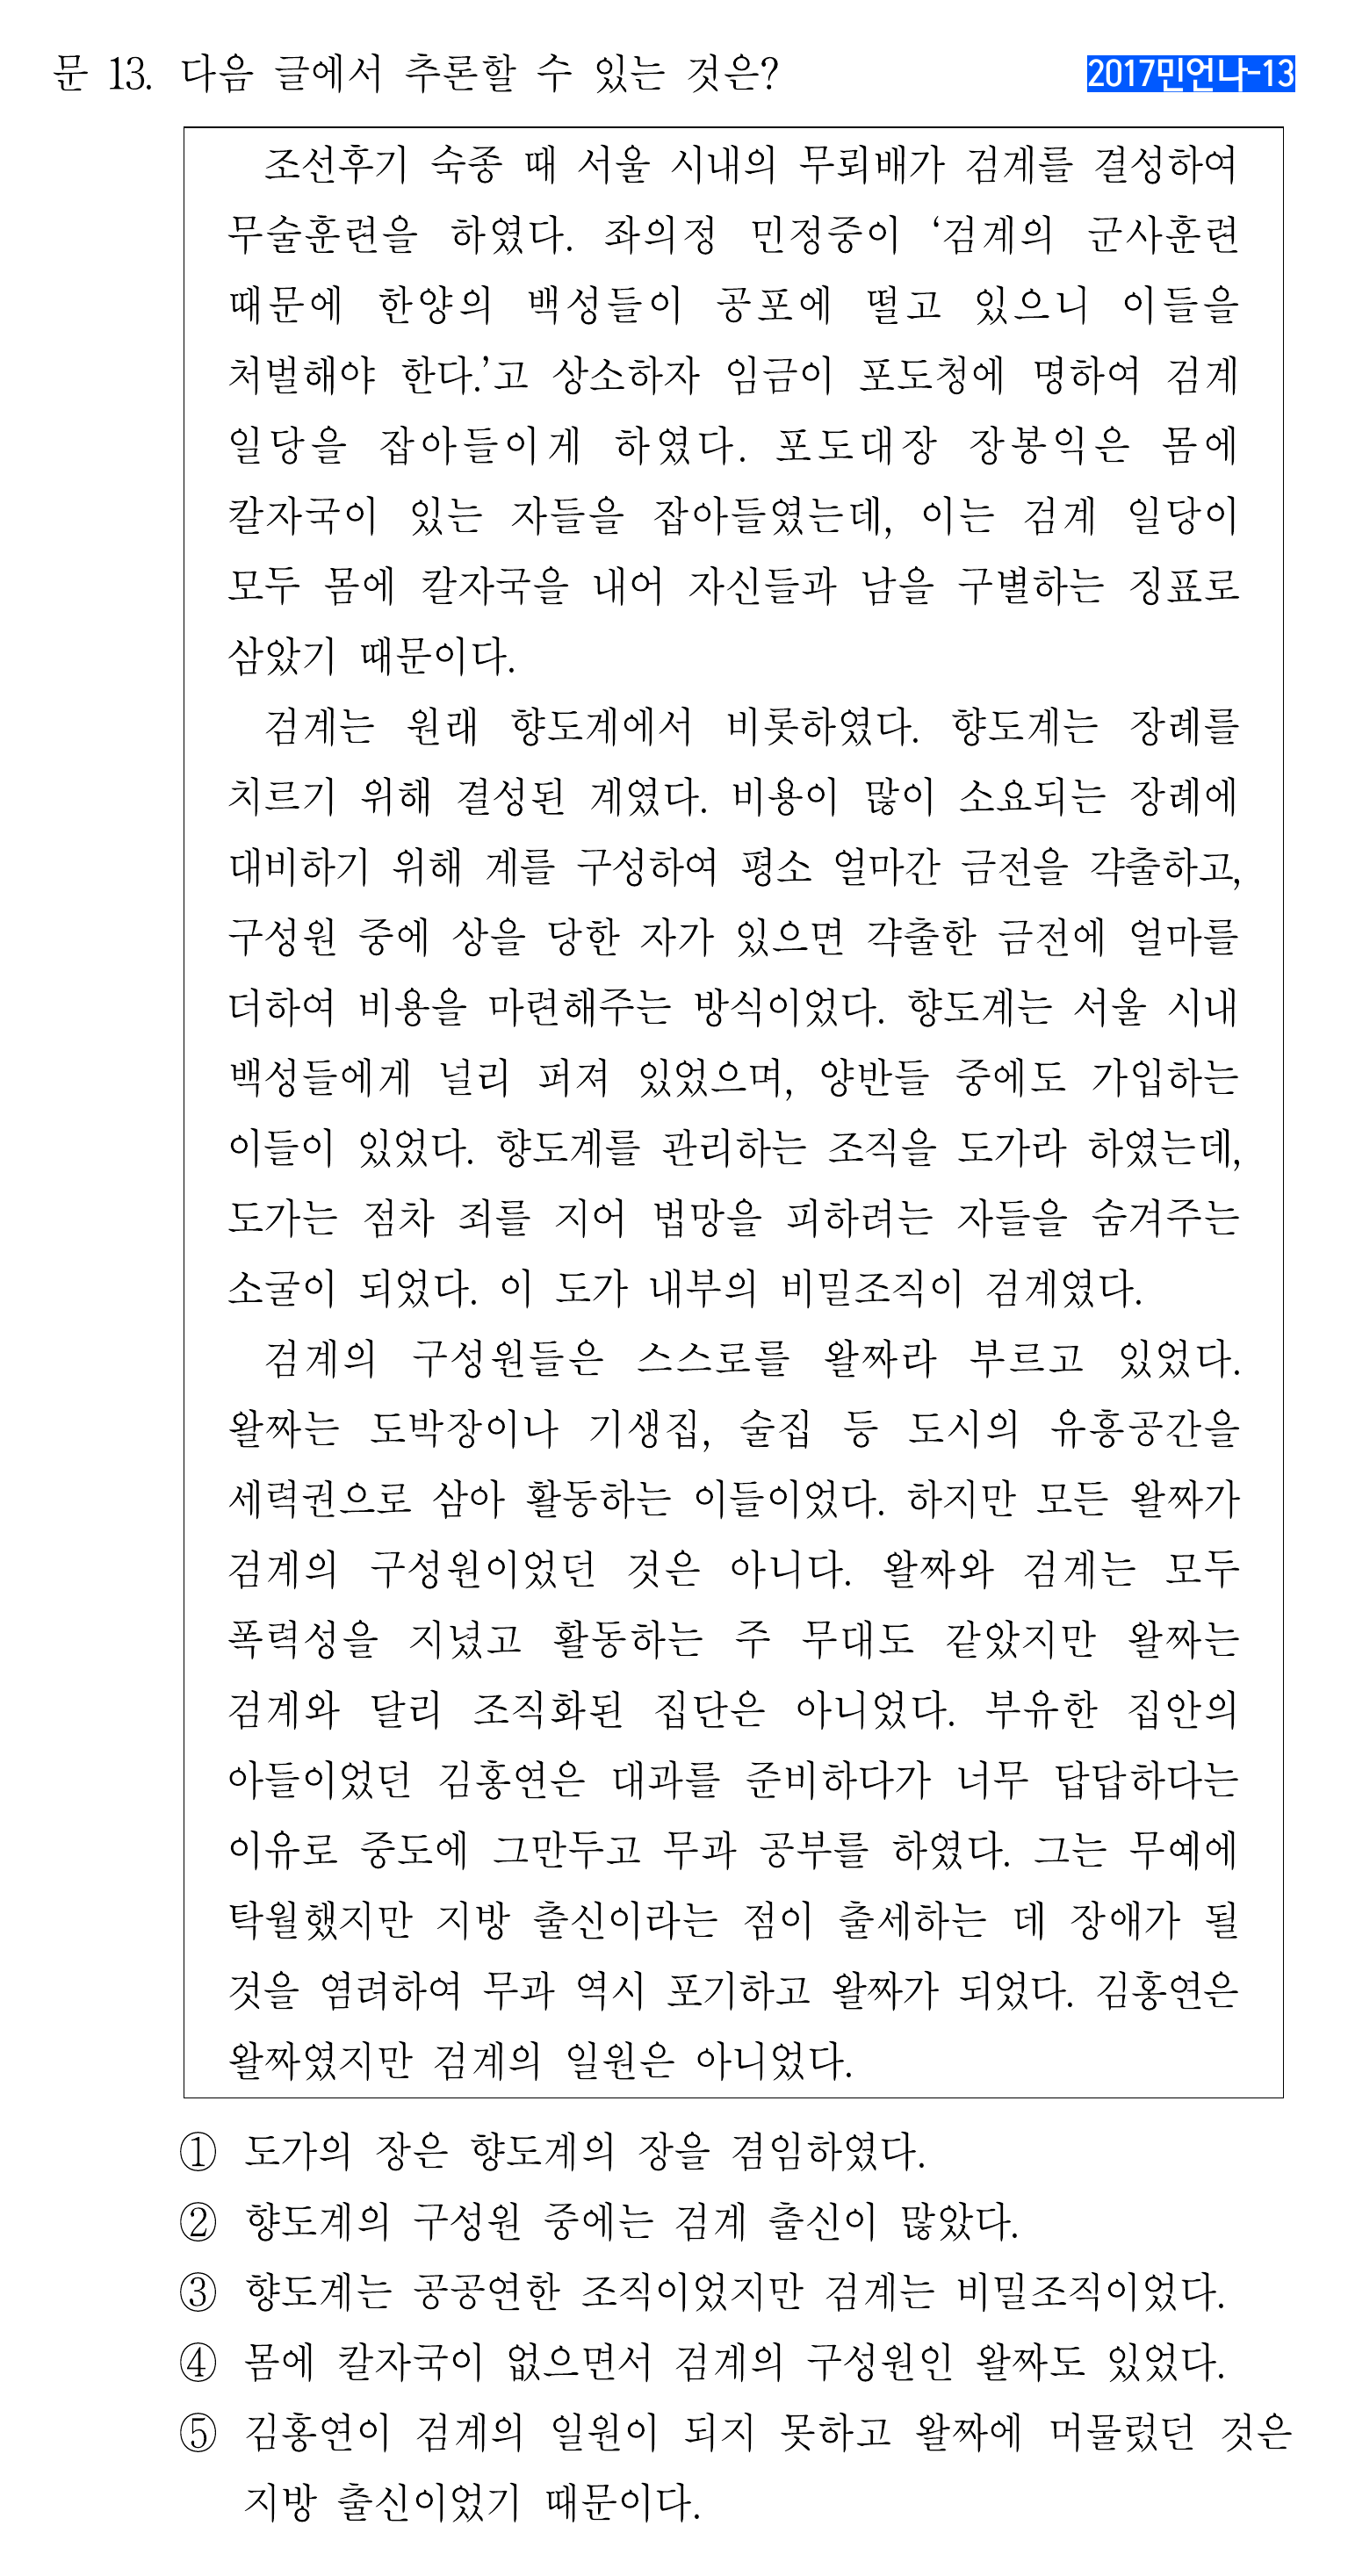 문 13. 다음 글에서 추론할 수 있는 것은? 2017민언나-13
조선후기 숙종 때 서울 시내의 무뢰배가 검계를 결성하여
무술훈련을 하였다. 좌의정 민정중이 ‘검계의 군사훈련
때문에 한양의 백성들이 공포에 떨고 있으니 이들을
처벌해야 한다.’고 상소하자 임금이 포도청에 명하여 검계
일당을 잡아들이게 하였다. 포도대장 장붕익은 몸에
칼자국이 있는 자들을 잡아들였는데, 이는 검계 일당이
모두 몸에 칼자국을 내어 자신들과 남을 구별하는 징표로
삼았기 때문이다.
검계는 원래 향도계에서 비롯하였다. 향도계는 장례를
치르기 위해 결성된 계였다. 비용이 많이 소요되는 장례에
대비하기 위해 계를 구성하여 평소 얼마간 금전을 갹출하고,
구성원 중에 상을 당한 자가 있으면 갹출한 금전에 얼마를
더하여 비용을 마련해주는 방식이었다. 향도계는 서울 시내
백성들에게 널리 퍼져 있었으며, 양반들 중에도 가입하는
이들이 있었다. 향도계를 관리하는 조직을 도가라 하였는데,
도가는 점차 죄를 지어 법망을 피하려는 자들을 숨겨주는
소굴이 되었다. 이 도가 내부의 비밀조직이 검계였다.
검계의 구성원들은 스스로를 왈짜라 부르고 있었다.
왈짜는 도박장이나 기생집, 술집 등 도시의 유흥공간을
세력권으로 삼아 활동하는 이들이었다. 하지만 모든 왈짜가
검계의 구성원이었던 것은 아니다. 왈짜와 검계는 모두
폭력성을 지녔고 활동하는 주 무대도 같았지만 왈짜는
검계와 달리 조직화된 집단은 아니었다. 부유한 집안의
아들이었던 김홍연은 대과를 준비하다가 너무 답답하다는
이유로 중도에 그만두고 무과 공부를 하였다. 그는 무예에
탁월했지만 지방 출신이라는 점이 출세하는 데 장애가 될
것을 염려하여 무과 역시 포기하고 왈짜가 되었다. 김홍연은
왈짜였지만 검계의 일원은 아니었다.
① 도가의 장은 향도계의 장을 겸임하였다.
② 향도계의 구성원 중에는 검계 출신이 많았다.
③ 향도계는 공공연한 조직이었지만 검계는 비밀조직이었다.
④ 몸에 칼자국이 없으면서 검계의 구성원인 왈짜도 있었다.
⑤ 김홍연이 검계의 일원이 되지 못하고 왈짜에 머물렀던 것은
지방 출신이었기 때문이다.